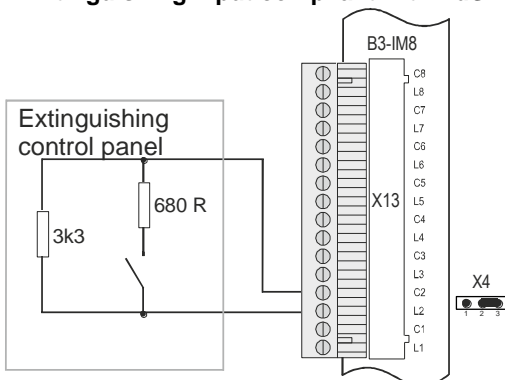 B3-IM8
Extinguishing
control panel
680 R
3k3
X13
C8
L8
C7
L7
C6
L6
C5
L5
C4
L4
C3
L3
C2
L2
C1
L1
X4
1 2 3